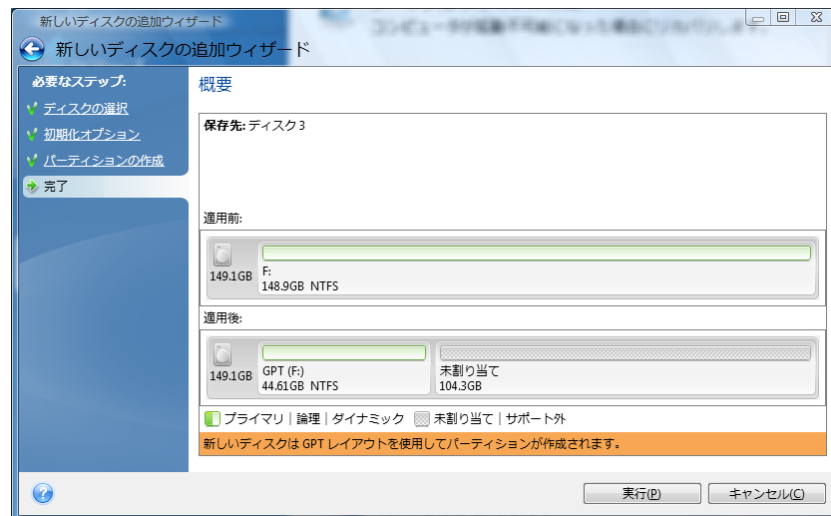 新しいディスクの追加ウィザード
新しいディスクの追加ウィザード
必要なステップ:
ディスクの選択
初期化オプション
パーティションの作成
完了
概要
保存先: ディスク 3
適用前:
149.1GB
F:
148.9GB NTFS
適用後:
149.1GB
GPT (F:)
44.61GB NTFS
未割り当て
104.3GB
プライマリ | 論理 | ダイナミック 未割り当て | サポート外
新しいディスクは GPT レイアウトを使用してパーティションが作成されます。
実行(P)
キャンセル(C)